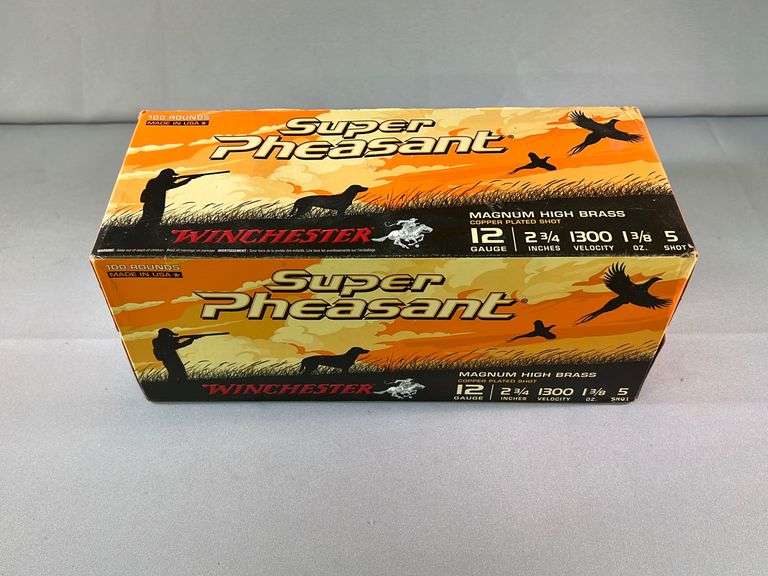 100 ROUNDS
MADE IN USA ★
Super
Pheasant®
WINCHESTER
MAGNUM HIGH BRASS
COPPER PLATED SHOT
12 GAUGE
2 3/4 INCHES
1300 VELOCITY
1 3/8 OZ.
5 SHOT
100 ROUNDS
MADE IN USA ★
Super
Pheasant®
WINCHESTER
MAGNUM HIGH BRASS
COPPER PLATED SHOT
12 GAUGE
2 3/4 INCHES
1300 VELOCITY
1 3/8 OZ.
5 SHOT